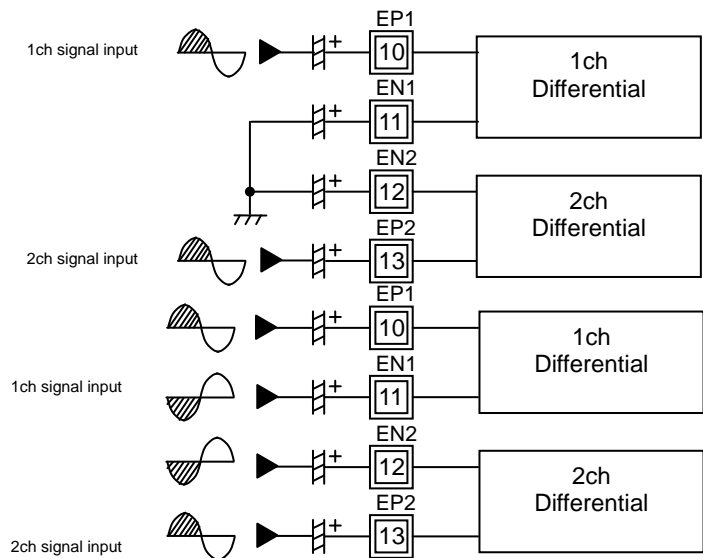 EP1
1ch signal input
+
10
1ch
Differential
EN1
+
11
EN2
+
12
2ch
Differential
EP2
2ch signal input
+
13
EP1
+
10
1ch
Differential
EN1
1ch signal input
+
11
EN2
+
12
2ch
Differential
EP2
2ch signal input
+
13